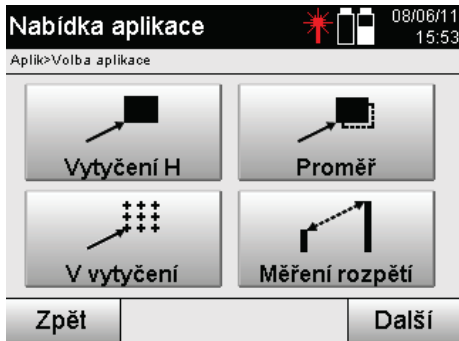 Nabídka aplikace
08/06/11
15:53
Aplik>Volba aplikace
Vytyčení H
Proměř
V vytyčení
Měření rozpětí
Zpět
Další